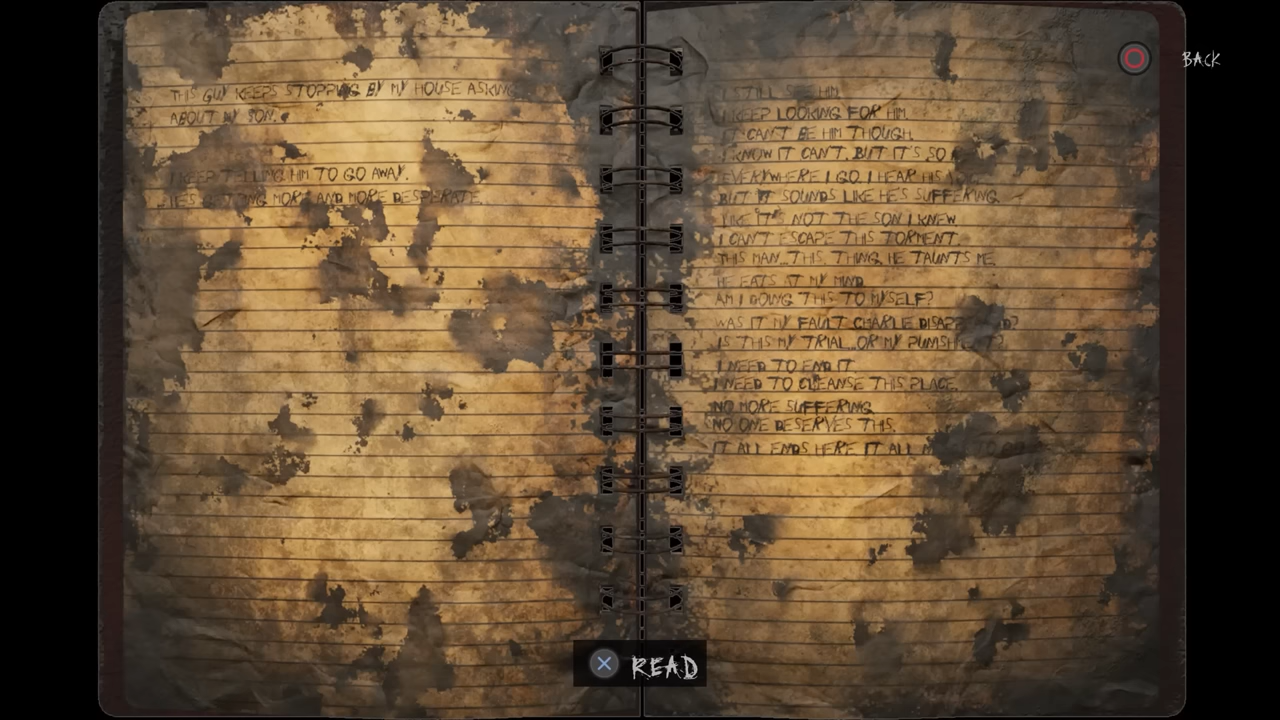 THIS GUY KEEPS STOPPING BY MY HOUSE ASKING
ABOUT MY SON.
I KEEP TELLING HIM TO GO AWAY.
HE'S GETTING MORE AND MORE DESPERATE.
I STILL SEE HIM.
I KEEP LOOKING FOR HIM.
IT CAN'T BE HIM THOUGH.
I KNOW IT CAN'T. BUT IT'S SO
EVERYWHERE I GO. I HEAR HIS
BUT IT SOUNDS LIKE HE'S SUFFERING.
LIKE IT'S NOT THE SON I KNEW.
I CAN'T ESCAPE THIS TORMENT.
THIS MAN...THIS THING. HE TAUNTS ME.
HE EATS AT MY MIND.
AM I DOING THIS TO MYSELF?
WAS IT MY FAULT CHARLIE DISAPPEARED?
IS THIS MY TRIAL...OR MY PUNISHMENT?
I NEED TO END IT.
I NEED TO CLEANSE THIS PLACE.
NO MORE SUFFERING.
NO ONE DESERVES THIS.
IT ALL ENDS HERE IT ALL
BACK
READ